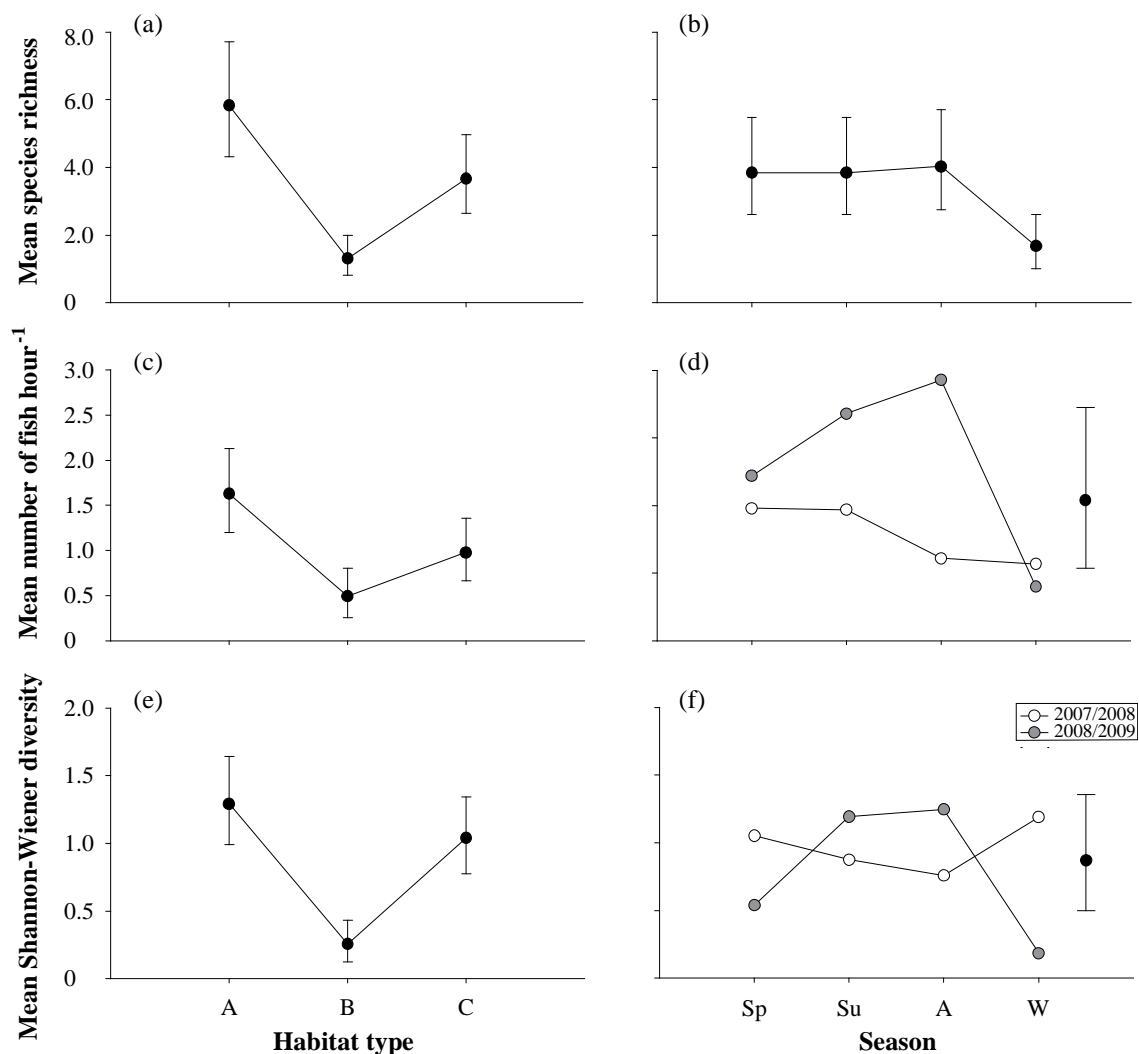 (a)
(b)
Mean species richness
8.0
6.0
4.0
2.0
0
(c)
(d)
Mean number of fish hour-1
3.0
2.5
2.0
1.5
1.0
0.5
0
(e)
(f)
Mean Shannon-Wiener diversity
2.0
1.5
1.0
0.5
0
2007/2008
2008/2009
A B C
Sp Su A W
Habitat type
Season